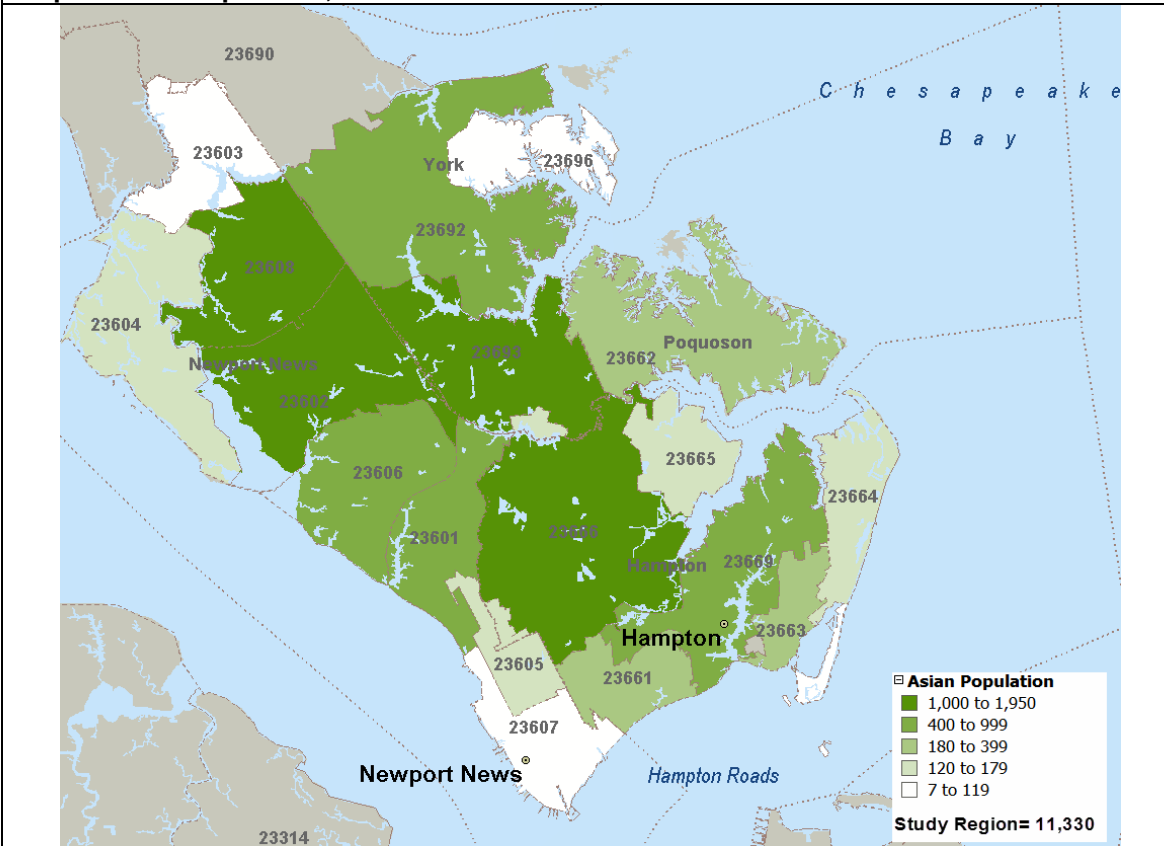 23690
Chesapeake
Bay
23603
York
23696
23692
23608
23604
Newport News
23693
23662
Poquoson
23602
23606
23665
23664
23601
23666
Hampton
23669
Hampton
23663
23605
23661
23607
Newport News
Hampton Roads
23314
Asian Population
1,000 to 1,950
400 to 999
180 to 399
120 to 179
7 to 119
Study Region= 11,330